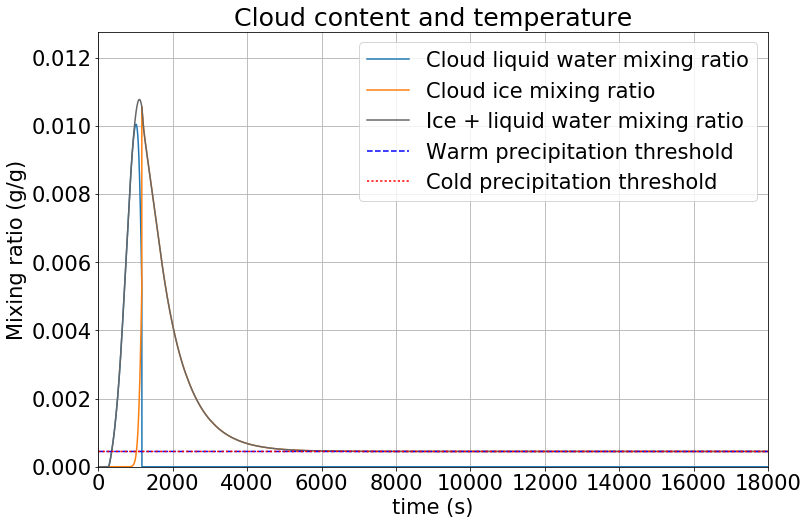 Cloud content and temperature
0.012
0.010
0.008
0.006
0.004
0.002
0.000
Mixing ratio (g/g)
Cloud liquid water mixing ratio
Cloud ice mixing ratio
Ice + liquid water mixing ratio
Warm precipitation threshold
Cold precipitation threshold
0 2000 4000 6000 8000 10000 12000 14000 16000 18000
time (s)